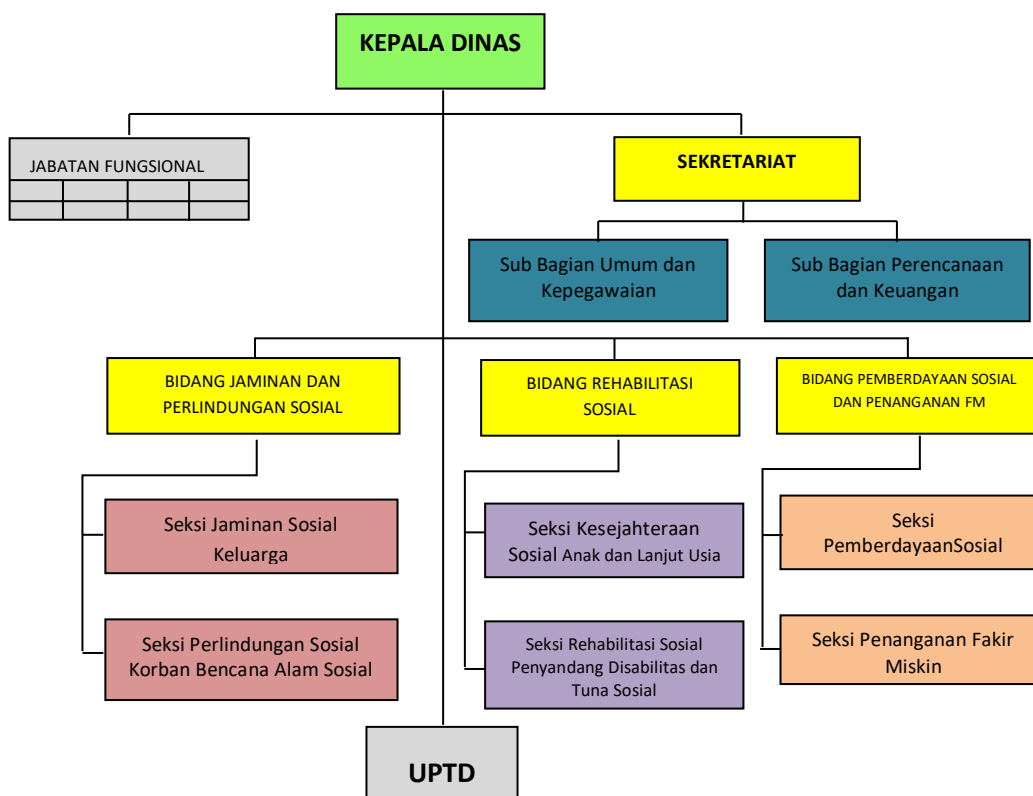 KEPALA DINAS
JABATAN FUNGSIONAL
SEKRETARIAT
Sub Bagian Umum dan
Kepegawaian
Sub Bagian Perencanaan
dan Keuangan
BIDANG JAMINAN DAN
PERLINDUNGAN SOSIAL
BIDANG REHABILITASI
SOSIAL
BIDANG PEMBERDAYAAN SOSIAL
DAN PENANGANAN FM
Seksi Jaminan Sosial
Keluarga
Seksi Perlindungan Sosial
Korban Bencana Alam Sosial
Seksi Kesejahteraan
Sosial Anak dan Lanjut Usia
Seksi Rehabilitasi Sosial
Penyandang Disabilitas dan
Tuna Sosial
Seksi
PemberdayaanSosial
Seksi Penanganan Fakir
Miskin
UPTD